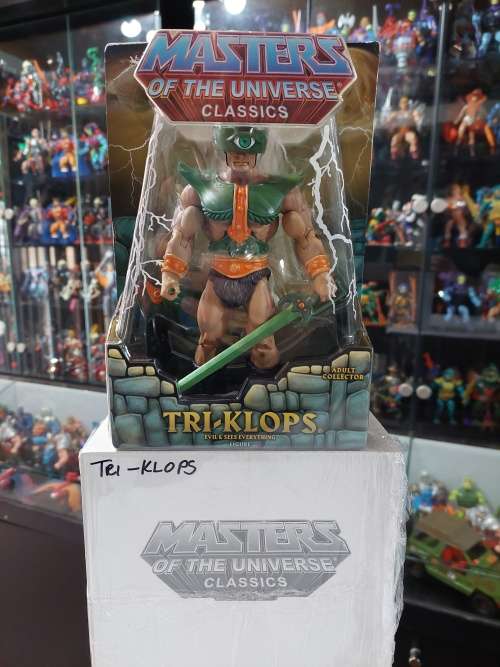 MASTERS
OF THE UNIVERSE
CLASSICS
ADULT
COLLECTOR
TRI-KLOPS
EVIL & SEES EVERYTHING
FIGURE
TRI-KLOPS
MASTERS
OF THE UNIVERSE
CLASSICS